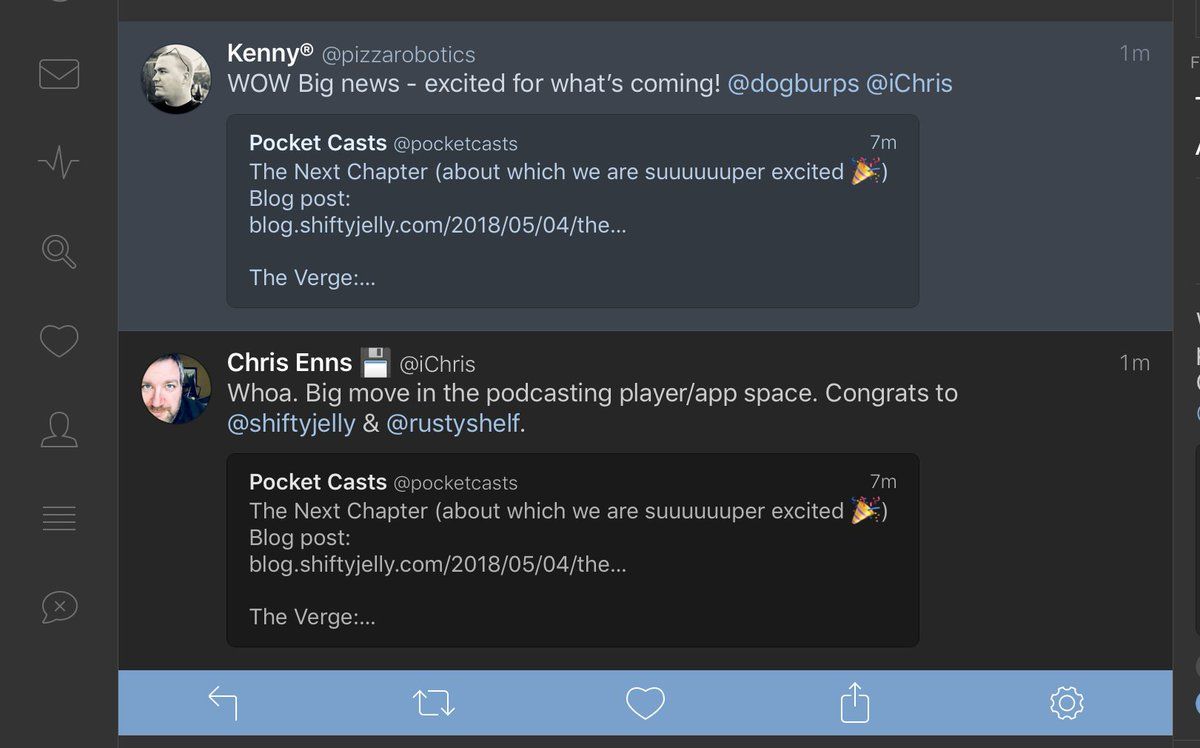 Kenny® @pizzarobotics 1m
WOW Big news - excited for what’s coming! @dogburps @iChris
Pocket Casts @pocketcasts 7m
The Next Chapter (about which we are suuuuuuper excited 🎉)
Blog post:
blog.shiftyjelly.com/2018/05/04/the...
The Verge:...
Chris Enns 💾 @iChris 1m
Whoa. Big move in the podcasting player/app space. Congrats to
@shiftyjelly & @rustyshelf.
Pocket Casts @pocketcasts 7m
The Next Chapter (about which we are suuuuuuper excited 🎉)
Blog post:
blog.shiftyjelly.com/2018/05/04/the...
The Verge:...